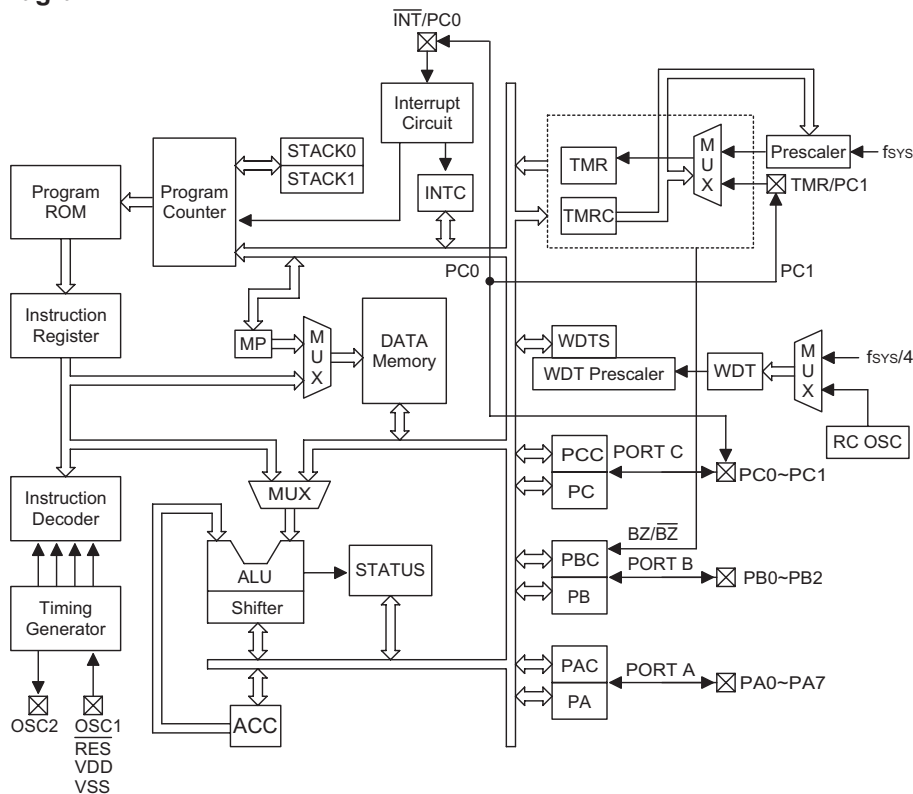 I̅N̅T̅/PC0
Interrupt
Circuit
STACK0
STACK1
Program
ROM
Program
Counter
INTC
TMR
TMRC
M
U
X
Prescaler
fSYS
TMR/PC1
PC0
PC1
Instruction
Register
MP
M
U
X
DATA
Memory
WDTS
WDT Prescaler
WDT
M
U
X
fSYS/4
RC OSC
PCC
PC
PORT C
PC0~PC1
Instruction
Decoder
MUX
ALU
Shifter
STATUS
BZ/B̅Z̅
PBC
PB
PORT B
PB0~PB2
Timing
Generator
PAC
PA
PORT A
PA0~PA7
OSC2
OSC1
R̅E̅S̅
VDD
VSS
ACC